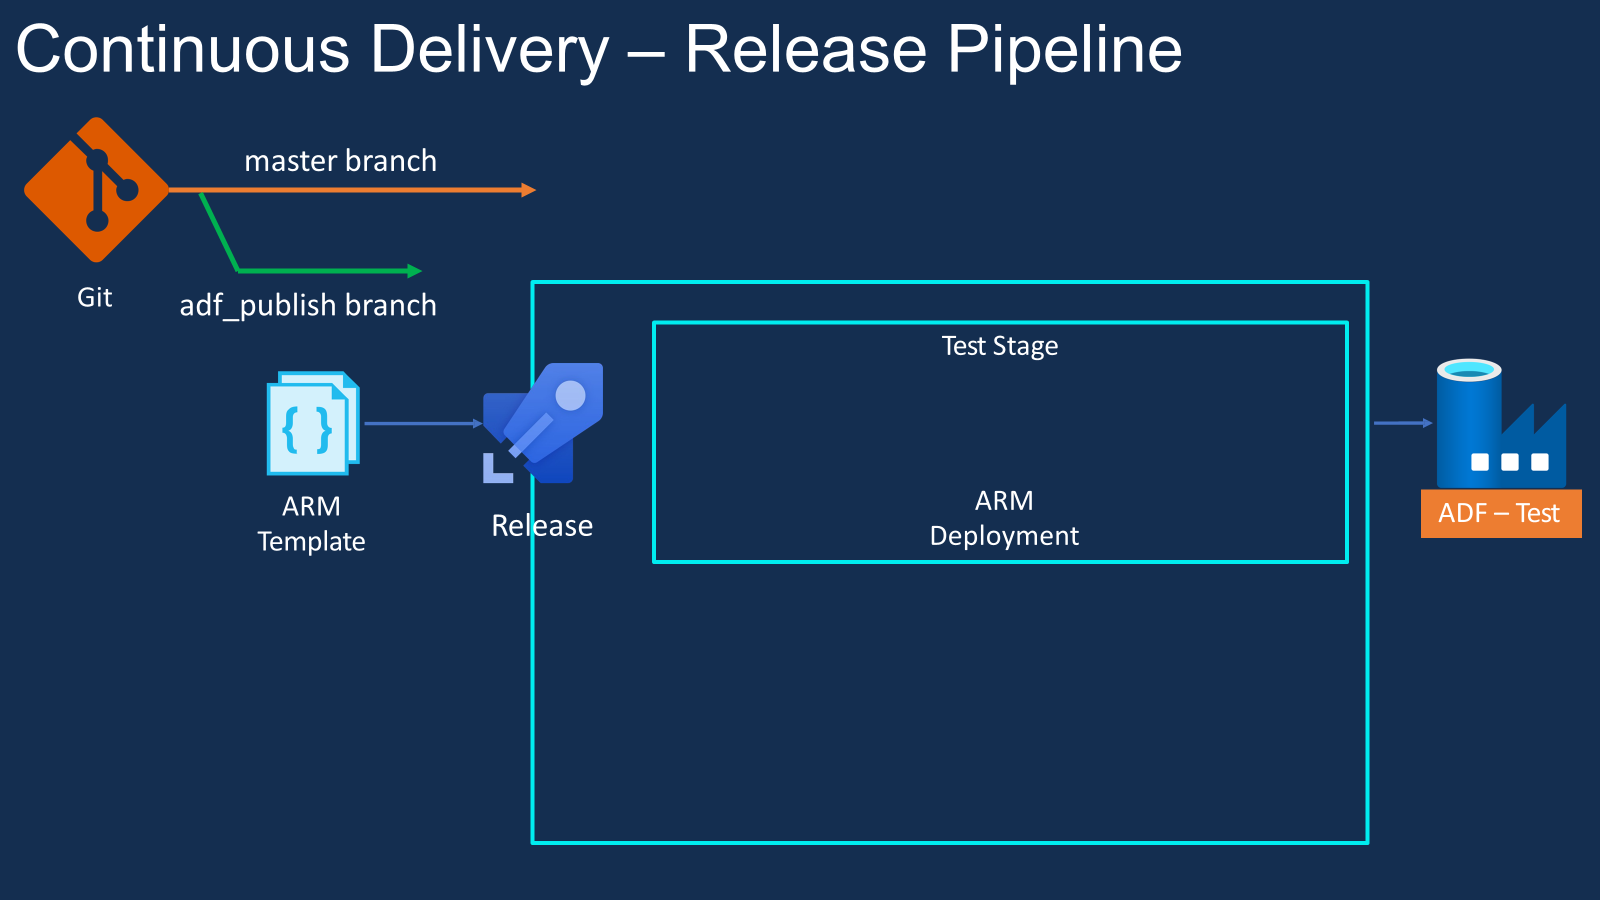 Continuous Delivery – Release Pipeline
master branch
Git
adf_publish branch
Test Stage
{ }
ARM
Template
Release
ARM
Deployment
ADF – Test